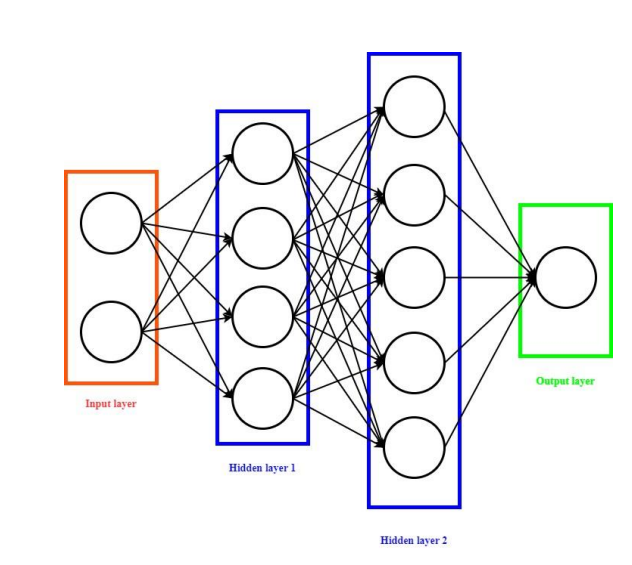 Input layer
Hidden layer 1
Hidden layer 2
Output layer